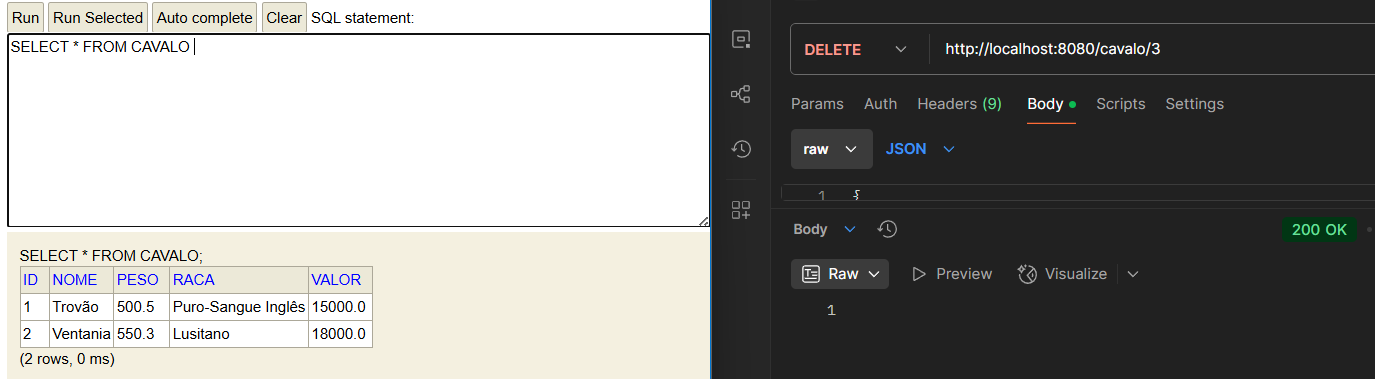 Run Run Selected Auto complete Clear SQL statement:
SELECT * FROM CAVALO
SELECT * FROM CAVALO;
ID NOME PESO RACA VALOR
1 Trovão 500.5 Puro-Sangue Inglês 15000.0
2 Ventania 550.3 Lusitano 18000.0
(2 rows, 0 ms)
DELETE http://localhost:8080/cavalo/3
Params Auth Headers (9) Body Scripts Settings
raw JSON
1 {
Body 200 OK
Raw Preview Visualize
1